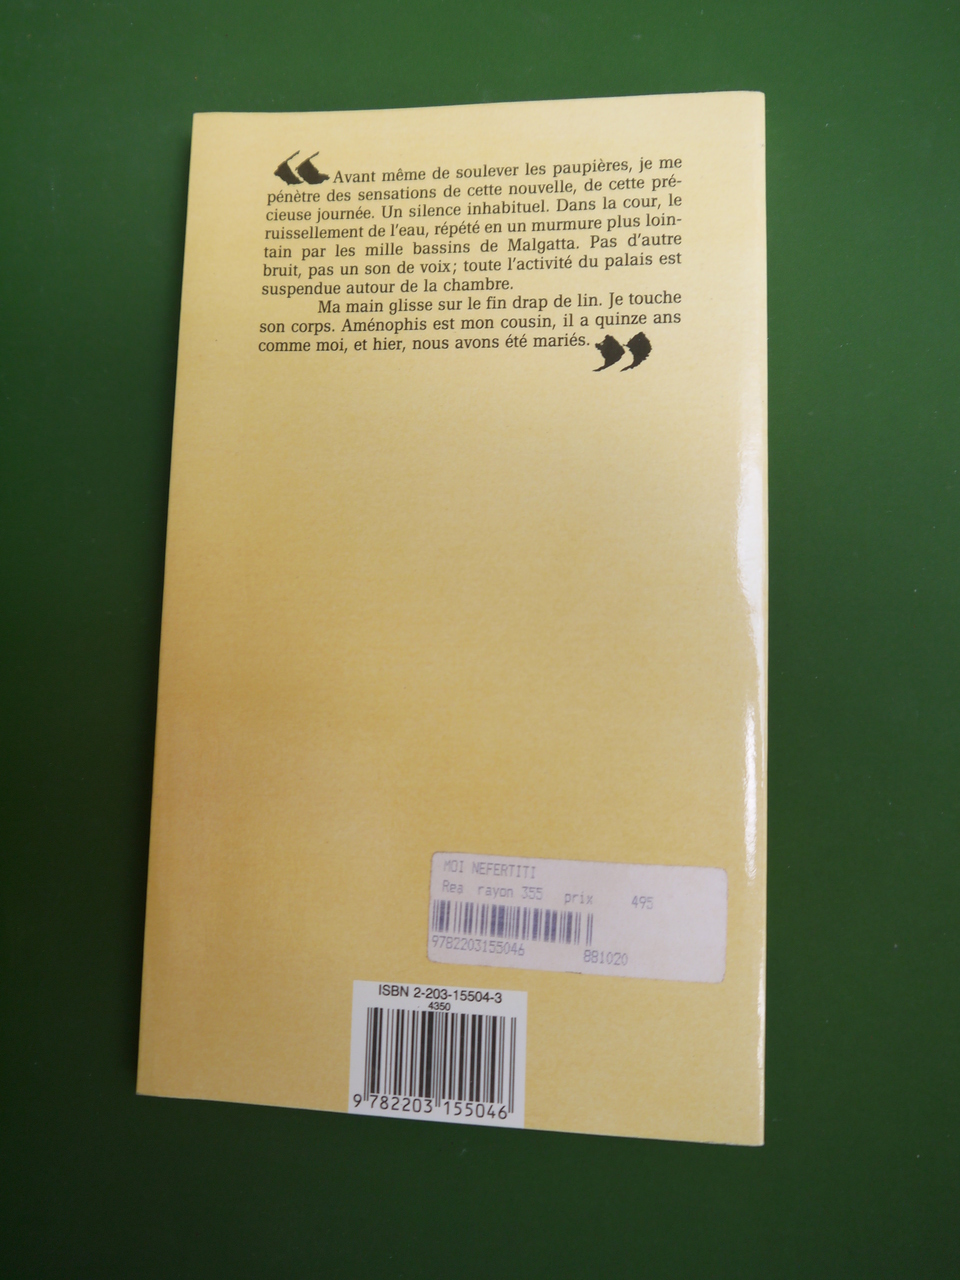 “Avant même de soulever les paupières, je me
pénètre des sensations de cette nouvelle, de cette pré-
cieuse journée. Un silence inhabituel. Dans la cour, le
ruissellement de l'eau, répété en un murmure plus loin-
tain par les mille bassins de Malgatta. Pas d'autre
bruit, pas un son de voix; toute l'activité du palais est
suspendue autour de la chambre.
Ma main glisse sur le fin drap de lin. Je touche
son corps. Aménophis est mon cousin, il a quinze ans
comme moi, et hier, nous avons été mariés.”
MOI NEFERTITI
Rea rayon 355 prix 495
9782203155046 881020
ISBN 2-203-15504-3
4350
9 782203 155046